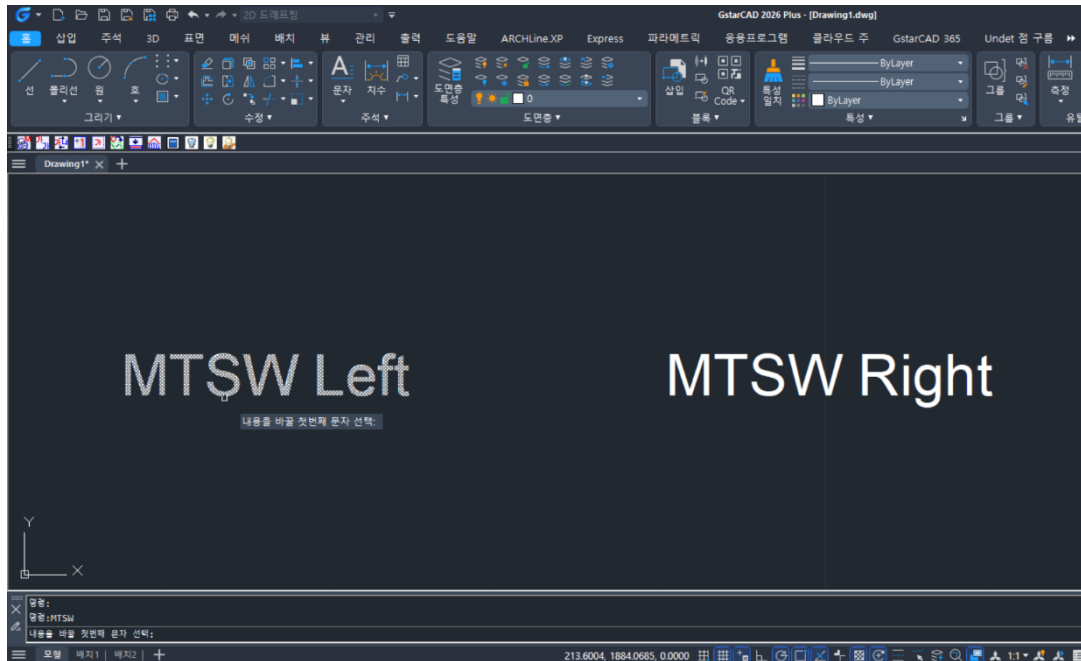 2D 드래프팅
GstarCAD 2026 Plus - [Drawing1.dwg]
홈 삽입 주석 3D 표면 메쉬 배치 뷰 관리 출력 도움말 ARCHLine.XP Express 파라메트릭 응용프로그램 클라우드 주 GstarCAD 365 Undet 점 구름
선 폴리선 원 호
그리기
수정
A 문자 치수
주석
도면층 특성
0
도면층
삽입
QR Code
블록
특성 일치
ByLayer
ByLayer
ByLayer
특성
그룹
그룹
측정
Drawing1*
MTSW Left
MTSW Right
내용을 바꿀 첫번째 문자 선택:
Y
X
명령:
명령:MTSW
내용을 바꿀 첫번째 문자 선택:
모형 배치1 배치2
213.6004, 1884.0685, 0.0000
1:1